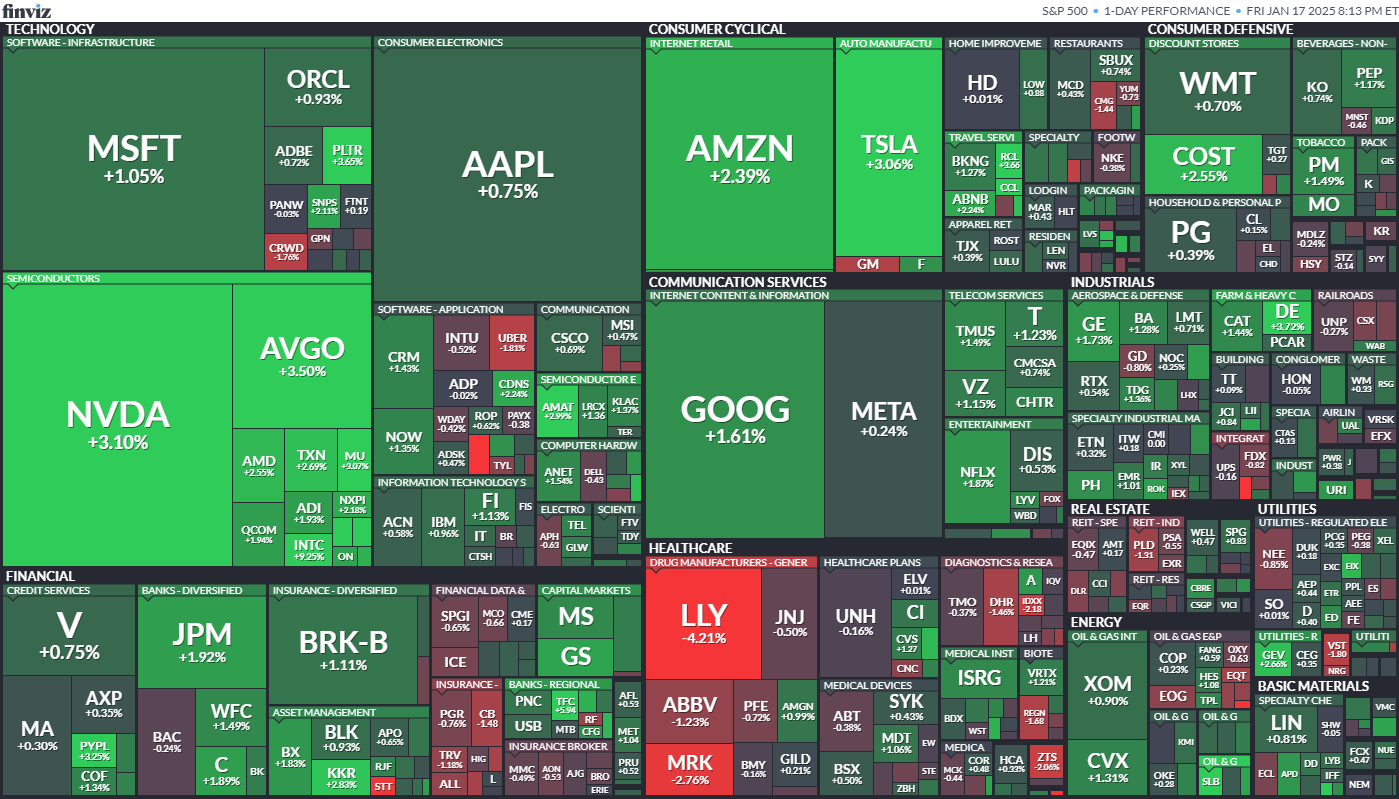 finviz
S&P 500 • 1-DAY PERFORMANCE • FRI JAN 17 2025 8:13 PM ET
TECHNOLOGY
SOFTWARE - INFRASTRUCTURE
MSFT
+1.05%
ORCL
+0.93%
ADBE
+0.72%
PLTR
+3.65%
PANW
-0.03%
SNPS
+2.11%
FTNT
+0.19
CRWD
-1.76%
GPN
CONSUMER ELECTRONICS
AAPL
+0.75%
SEMICONDUCTORS
NVDA
+3.10%
AVGO
+3.50%
AMD
+2.55%
TXN
+2.69%
MU
+3.07%
QCOM
+1.94%
ADI
+1.93%
NXPI
+2.18%
INTC
+9.25%
ON
SOFTWARE - APPLICATION
CRM
+1.43%
INTU
-0.52%
UBER
-1.81%
ADP
-0.02%
CDNS
+2.24%
NOW
+1.35%
WDAY
-0.42%
ROP
+0.62%
PAYX
-0.38
ADSK
+0.47%
TYL
COMMUNICATION
CSCO
+0.69%
MSI
+0.47%
SEMICONDUCTOR E
AMAT
+2.99%
LRCX
+1.36
KLAC
+1.37%
TER
COMPUTER HARDW
ANET
+1.54%
DELL
-0.43
INFORMATION TECHNOLOGY S
ACN
+0.58%
IBM
+0.96%
FI
+1.13%
FIS
IT
BR
CTSH
ELECTRO
APH
-0.63
TEL
GLW
SCIENTI
FTV
TDY
CONSUMER CYCLICAL
INTERNET RETAIL
AMZN
+2.39%
AUTO MANUFACTU
TSLA
+3.06%
GM
F
HOME IMPROVEME
HD
+0.01%
LOW
+0.88
RESTAURANTS
MCD
+0.43%
SBUX
+0.74%
CMG
-1.44
YUM
-0.73
TRAVEL SERVI
BKNG
+1.27%
RCL
+3.66
CCL
ABNB
+2.24%
SPECIALTY
FOOTW
NKE
-0.38%
LODGIN
MAR
+0.43
HLT
PACKAGIN
APPAREL RET
TJX
+0.39%
ROST
LULU
RESIDEN
LEN
NVR
LVS
CONSUMER DEFENSIVE
DISCOUNT STORES
WMT
+0.70%
COST
+2.55%
TGT
+0.27
BEVERAGES - NON-
KO
+0.74%
PEP
+1.17%
MNST
-0.46
KDP
TOBACCO
PM
+1.49%
MO
PACK
GIS
K
HOUSEHOLD & PERSONAL P
PG
+0.39%
CL
+0.15%
EL
CHD
MDLZ
-0.24%
HSY
KR
STZ
-0.14
SYY
COMMUNICATION SERVICES
INTERNET CONTENT & INFORMATION
GOOG
+1.61%
META
+0.24%
TELECOM SERVICES
TMUS
+1.49%
T
+1.23%
CMCSA
+0.74%
VZ
+1.15%
CHTR
ENTERTAINMENT
NFLX
+1.87%
DIS
+0.53%
LYV
FOX
WBD
INDUSTRIALS
AEROSPACE & DEFENSE
GE
+1.73%
BA
+1.28%
LMT
+0.71%
GD
-0.80%
NOC
+0.25%
RTX
+0.54%
TDG
+1.36%
LHX
FARM & HEAVY C
CAT
+1.44%
DE
+3.72%
PCAR
RAILROADS
UNP
-0.27%
CSX
WAB
BUILDING
TT
+0.09%
JCI
+0.84
LII
CONGLOMER
HON
-0.05%
WASTE
WM
+0.33
RSG
SPECIALTY INDUSTRIAL MA
ETN
+0.32%
ITW
+0.18
CMI
0.00
PH
EMR
+1.01
IR
XYL
ROK
IEX
INTEGRAT
UPS
-0.16
FDX
-0.82
SPECIA
CTAS
+0.13
AIRLIN
UAL
VRSK
EFX
INDUST
PWR
+0.38
J
URI
HEALTHCARE
DRUG MANUFACTURERS - GENER
LLY
-4.21%
JNJ
-0.50%
ABBV
-1.23%
PFE
-0.72%
AMGN
+0.99%
MRK
-2.76%
BMY
-0.16%
GILD
+0.21%
HEALTHCARE PLANS
UNH
-0.16%
ELV
+0.01%
CI
CVS
+1.27
CNC
MEDICAL DEVICES
ABT
-0.38%
SYK
+0.43%
MDT
+1.06%
EW
BSX
+0.50%
STE
ZBH
DIAGNOSTICS & RESEA
TMO
-0.37%
DHR
-1.46%
A
IQV
IDXX
-2.18
LH
MEDICAL INST
ISRG
BDX
WST
BIOTE
VRTX
+1.21%
REGN
-1.68
MEDICA
MCK
-0.44
COR
+0.48
HCA
+0.33%
ZTS
-2.06%
REAL ESTATE
REIT - SPE
EQIX
-0.47
AMT
+0.17
DLR
CCI
REIT - IND
PLD
-1.31
PSA
-0.55
EXR
REIT - RES
EQR
WELL
+0.47
SPG
+0.83
CBRE
CSGP
VICI
UTILITIES
UTILITIES - REGULATED ELE
NEE
-0.85%
DUK
+0.18
PCG
+0.35
PEG
-0.38
XEL
EXC
EIX
SO
+0.01%
AEP
+0.44
ETR
PPL
ES
D
+0.40
AEE
ED
FE
UTILITIES - R
GEV
+2.66%
CEG
+0.35
VST
-1.80
NRG
UTILITI
ENERGY
OIL & GAS INT
XOM
+0.90%
CVX
+1.31%
OIL & GAS E&P
COP
+0.23%
FANG
+0.59
OXY
-0.63
EOG
HES
+1.08
EQT
TPL
OIL & G
KMI
OKE
+0.28
OIL & G
OIL & G
SLB
BASIC MATERIALS
SPECIALTY CHE
LIN
+0.81%
SHW
-0.05
VMC
ECL
APD
DD
LYB
IFF
FCX
+0.47
NUE
NEM
FINANCIAL
CREDIT SERVICES
V
+0.75%
MA
+0.30%
AXP
+0.35%
PYPL
+3.25%
COF
+1.34%
BANKS - DIVERSIFIED
JPM
+1.92%
BAC
-0.24%
WFC
+1.49%
C
+1.89%
BK
INSURANCE - DIVERSIFIED
BRK-B
+1.11%
ASSET MANAGEMENT
BX
+1.83%
BLK
+0.93%
APO
+0.65%
KKR
+2.83%
RJF
STT
FINANCIAL DATA &
SPGI
-0.65%
MCO
-0.66
CME
+0.17
ICE
CAPITAL MARKETS
MS
GS
INSURANCE -
PGR
-0.76%
CB
-1.48
TRV
-1.18%
HIG
ALL
L
BANKS - REGIONAL
PNC
TFC
+5.94
USB
MTB
RF
CFG
INSURANCE BROKER
MMC
-0.49%
AON
-0.53
AJG
BRO
ERIE
AFL
+0.53
MET
+1.04
PRU
+0.52